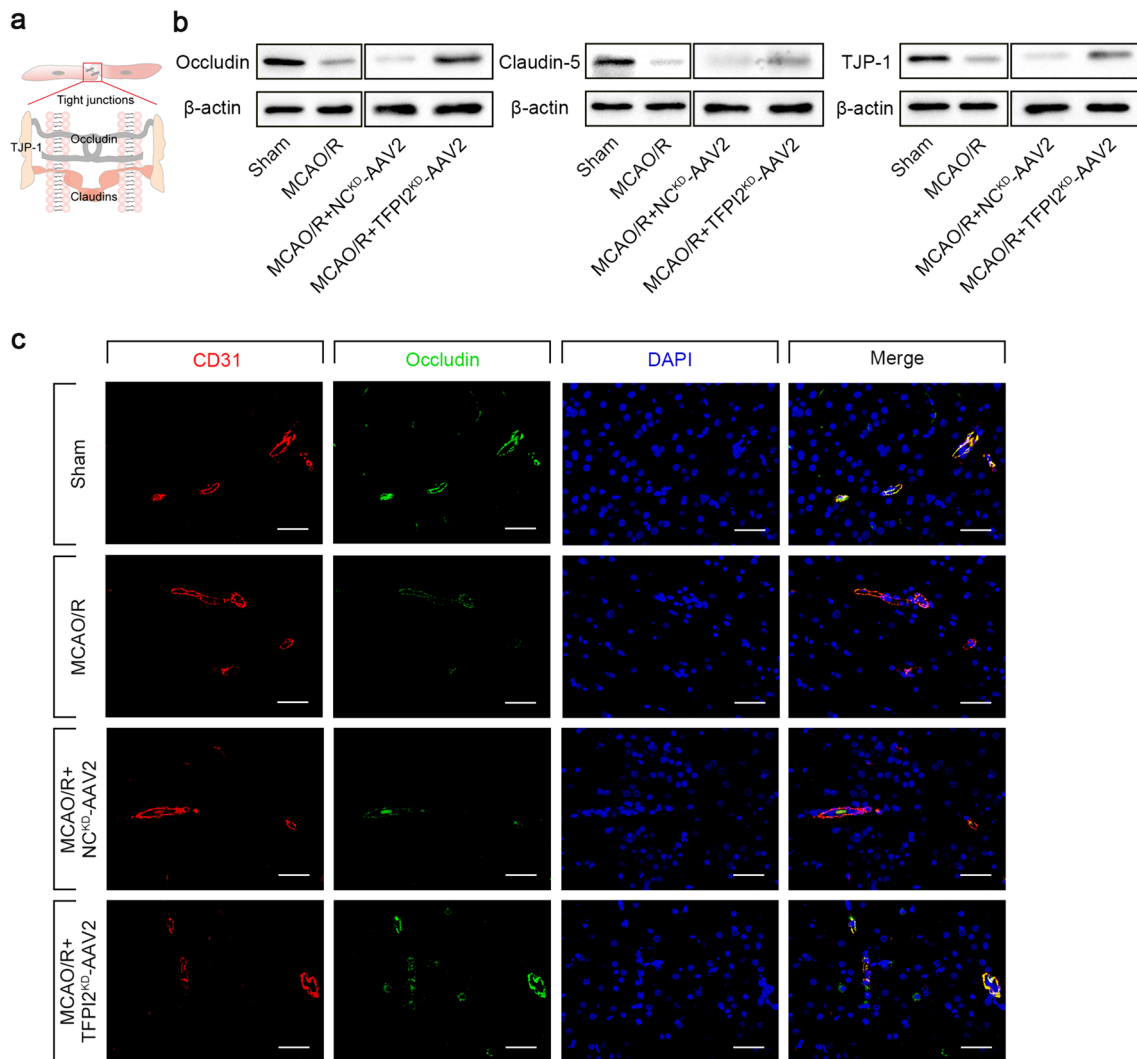 a
Tight junctions
Occludin
TJP-1
Claudins
b
Occludin
β-actin
Sham
MCAO/R
MCAO/R+NC^KD-AAV2
MCAO/R+TFPI2^KD-AAV2
Claudin-5
β-actin
Sham
MCAO/R
MCAO/R+NC^KD-AAV2
MCAO/R+TFPI2^KD-AAV2
TJP-1
β-actin
Sham
MCAO/R
MCAO/R+NC^KD-AAV2
MCAO/R+TFPI2^KD-AAV2
c
CD31
Occludin
DAPI
Merge
Sham
MCAO/R
MCAO/R+
NC^KD-AAV2
MCAO/R+
TFPI2^KD-AAV2